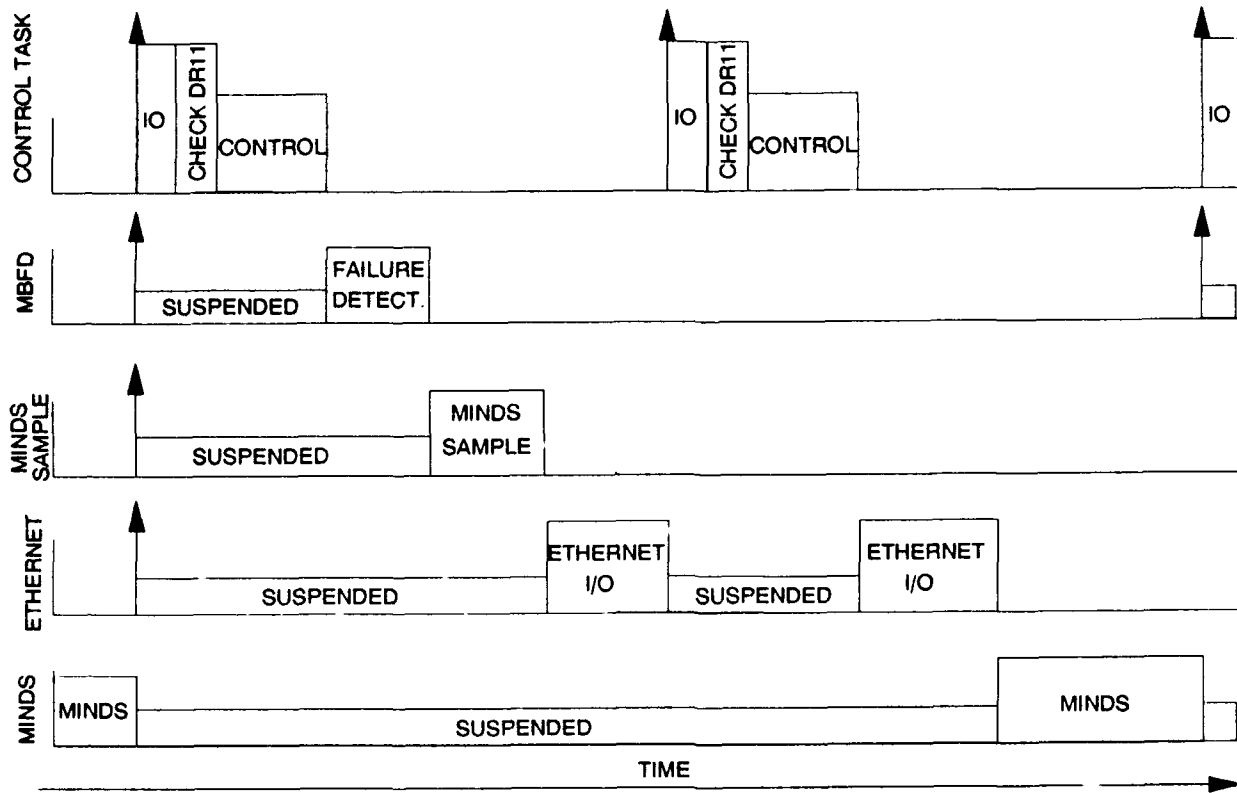 CONTROL TASK
IO
CHECK DR11
CONTROL
IO
CHECK DR11
CONTROL
IO
MBFD
SUSPENDED
FAILURE
DETECT.
MINDS
SAMPLE
SUSPENDED
MINDS
SAMPLE
ETHERNET
SUSPENDED
ETHERNET
I/O
SUSPENDED
ETHERNET
I/O
MINDS
MINDS
SUSPENDED
MINDS
TIME